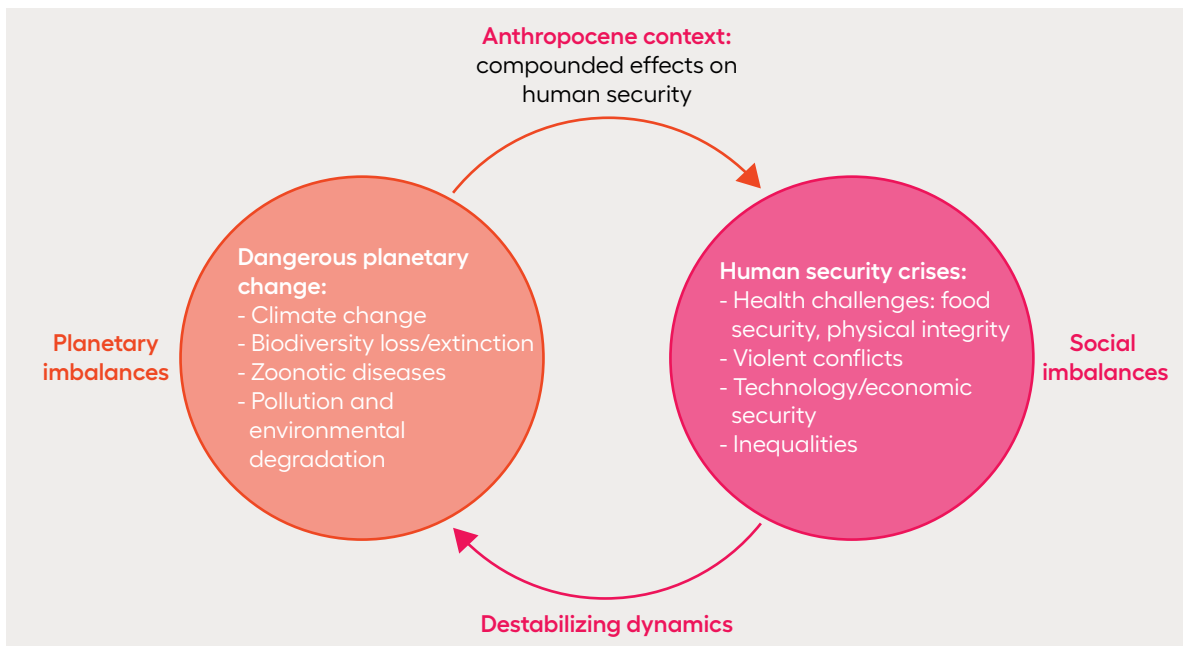 Anthropocene context:
compounded effects on
human security
Planetary
imbalances
Dangerous planetary
change:
- Climate change
- Biodiversity loss/extinction
- Zoonotic diseases
- Pollution and
environmental
degradation
Human security crises:
- Health challenges: food
security, physical integrity
- Violent conflicts
- Technology/economic
security
- Inequalities
Social
imbalances
Destabilizing dynamics